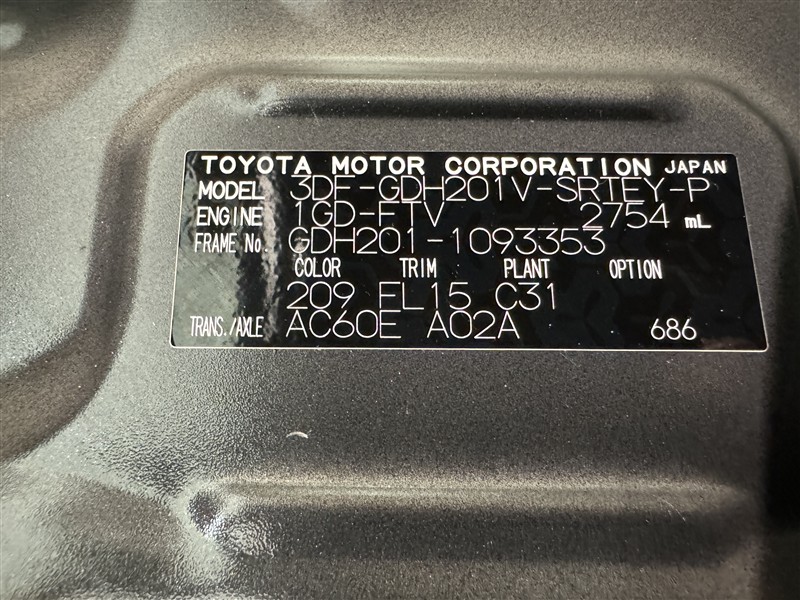 TOYOTA MOTOR CORPORATION JAPAN
MODEL 3DF-GDH201V-SRTEY-P
ENGINE 1GD-FTV 2754 mL
FRAME No. GDH201-1093353
COLOR TRIM PLANT OPTION
209 FL15 C31
TRANS./AXLE AC60E A02A 686